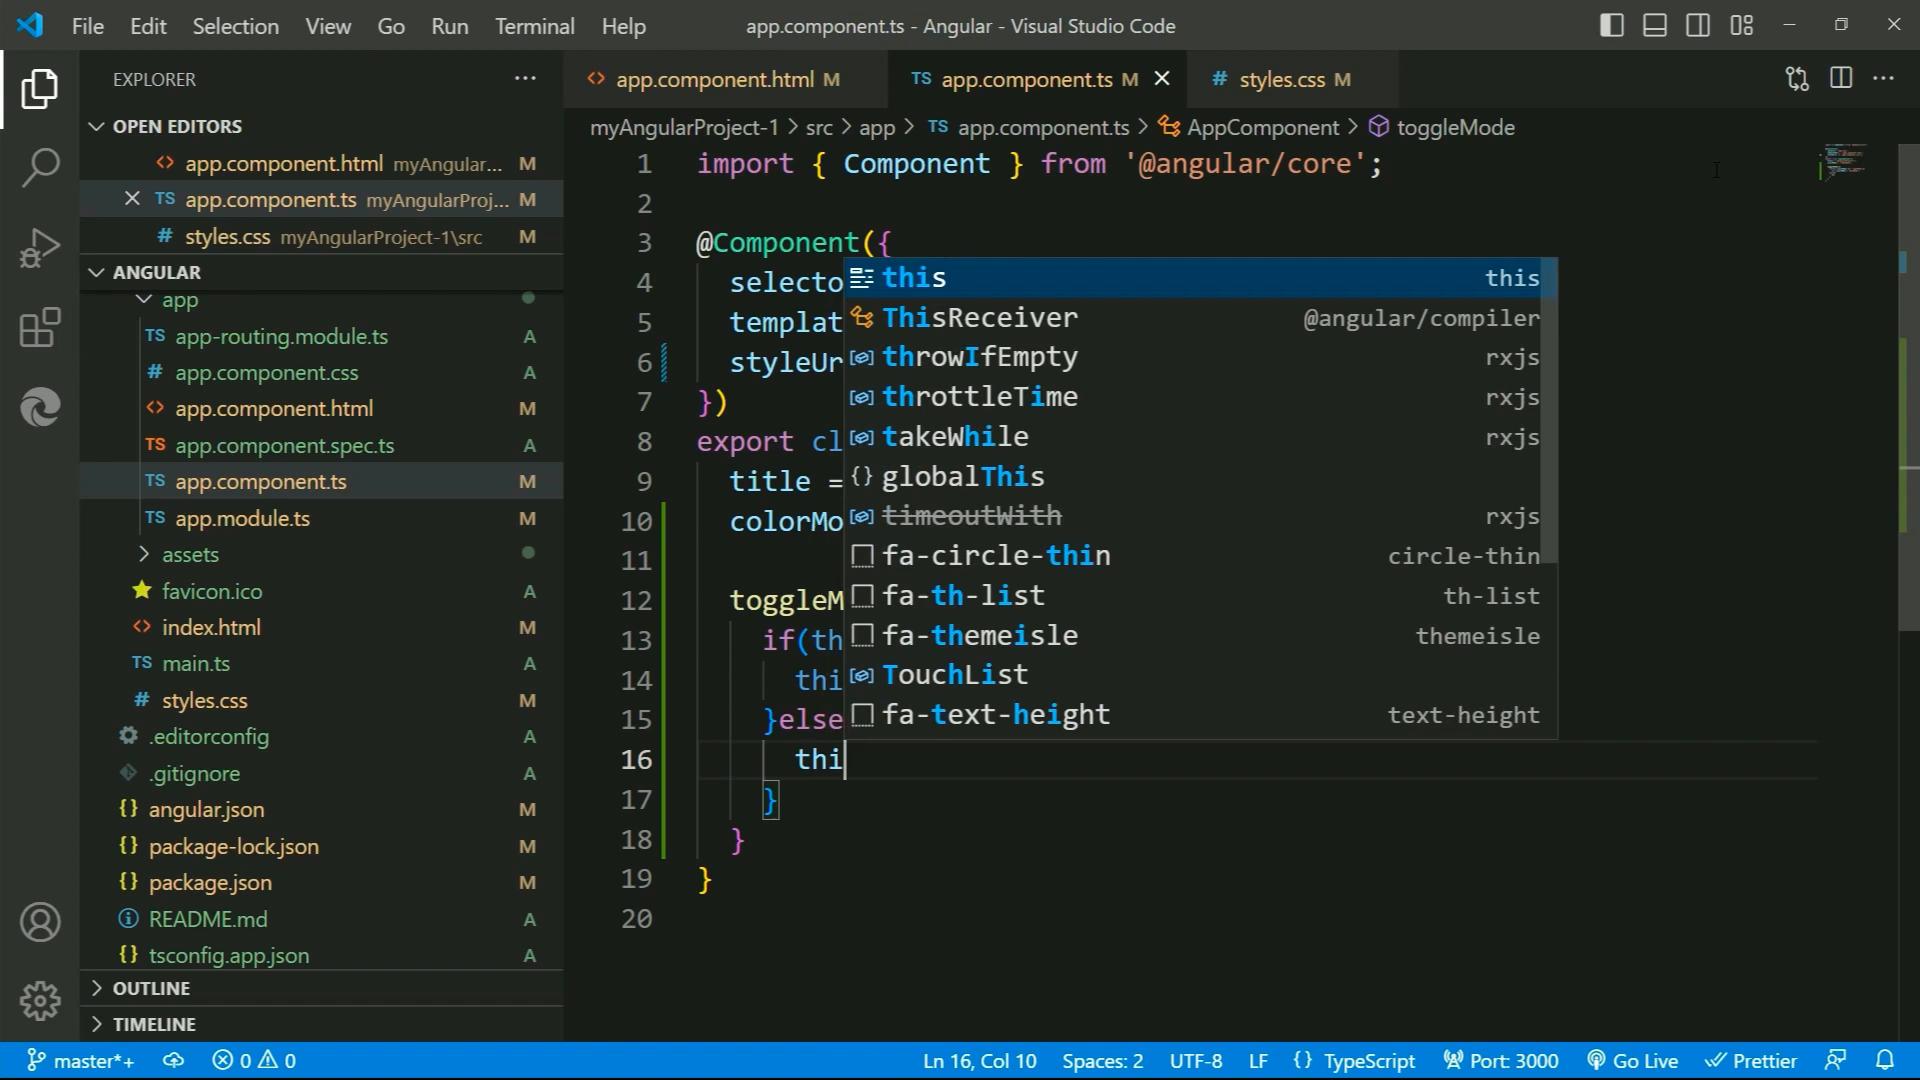 File Edit Selection View Go Run Terminal Help
app.component.ts - Angular - Visual Studio Code
EXPLORER
OPEN EDITORS
app.component.html myAngular... M
app.component.ts myAngularProj... M
styles.css myAngularProject-1\src M
ANGULAR
app
app-routing.module.ts A
app.component.css A
app.component.html M
app.component.spec.ts A
app.component.ts M
app.module.ts M
assets
favicon.ico A
index.html M
main.ts A
styles.css M
.editorconfig A
.gitignore A
angular.json M
package-lock.json M
package.json M
README.md A
tsconfig.app.json A
OUTLINE
TIMELINE
app.component.html M
TS app.component.ts M
# styles.css M
myAngularProject-1 > src > app > TS app.component.ts > AppComponent > toggleMode
1 import { Component } from '@angular/core';
2
3 @Component({
4 selecto
5 templat
6 styleUr
7 })
8 export cl
9 title =
10 colorMo
11
12 toggleM
13 if(th
14 thi
15 }else
16 thi
17 }
18 }
19 }
20
this this
ThisReceiver @angular/compiler
throwIfEmpty rxjs
throttleTime rxjs
takeWhile rxjs
globalThis
timeoutWith rxjs
fa-circle-thin circle-thin
fa-th-list th-list
fa-themeisle themeisle
TouchList
fa-text-height text-height
master*+ 0 0 Ln 16, Col 10 Spaces: 2 UTF-8 LF {} TypeScript Port: 3000 Go Live Prettier